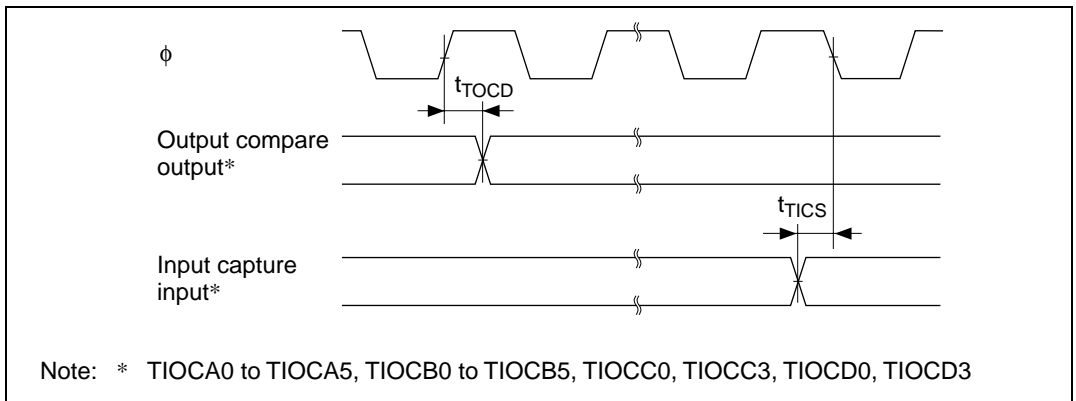 ϕ
tTOCD
Output compare
output*
tTICS
Input capture
input*
Note: * TIOCA0 to TIOCA5, TIOCB0 to TIOCB5, TIOCC0, TIOCC3, TIOCD0, TIOCD3